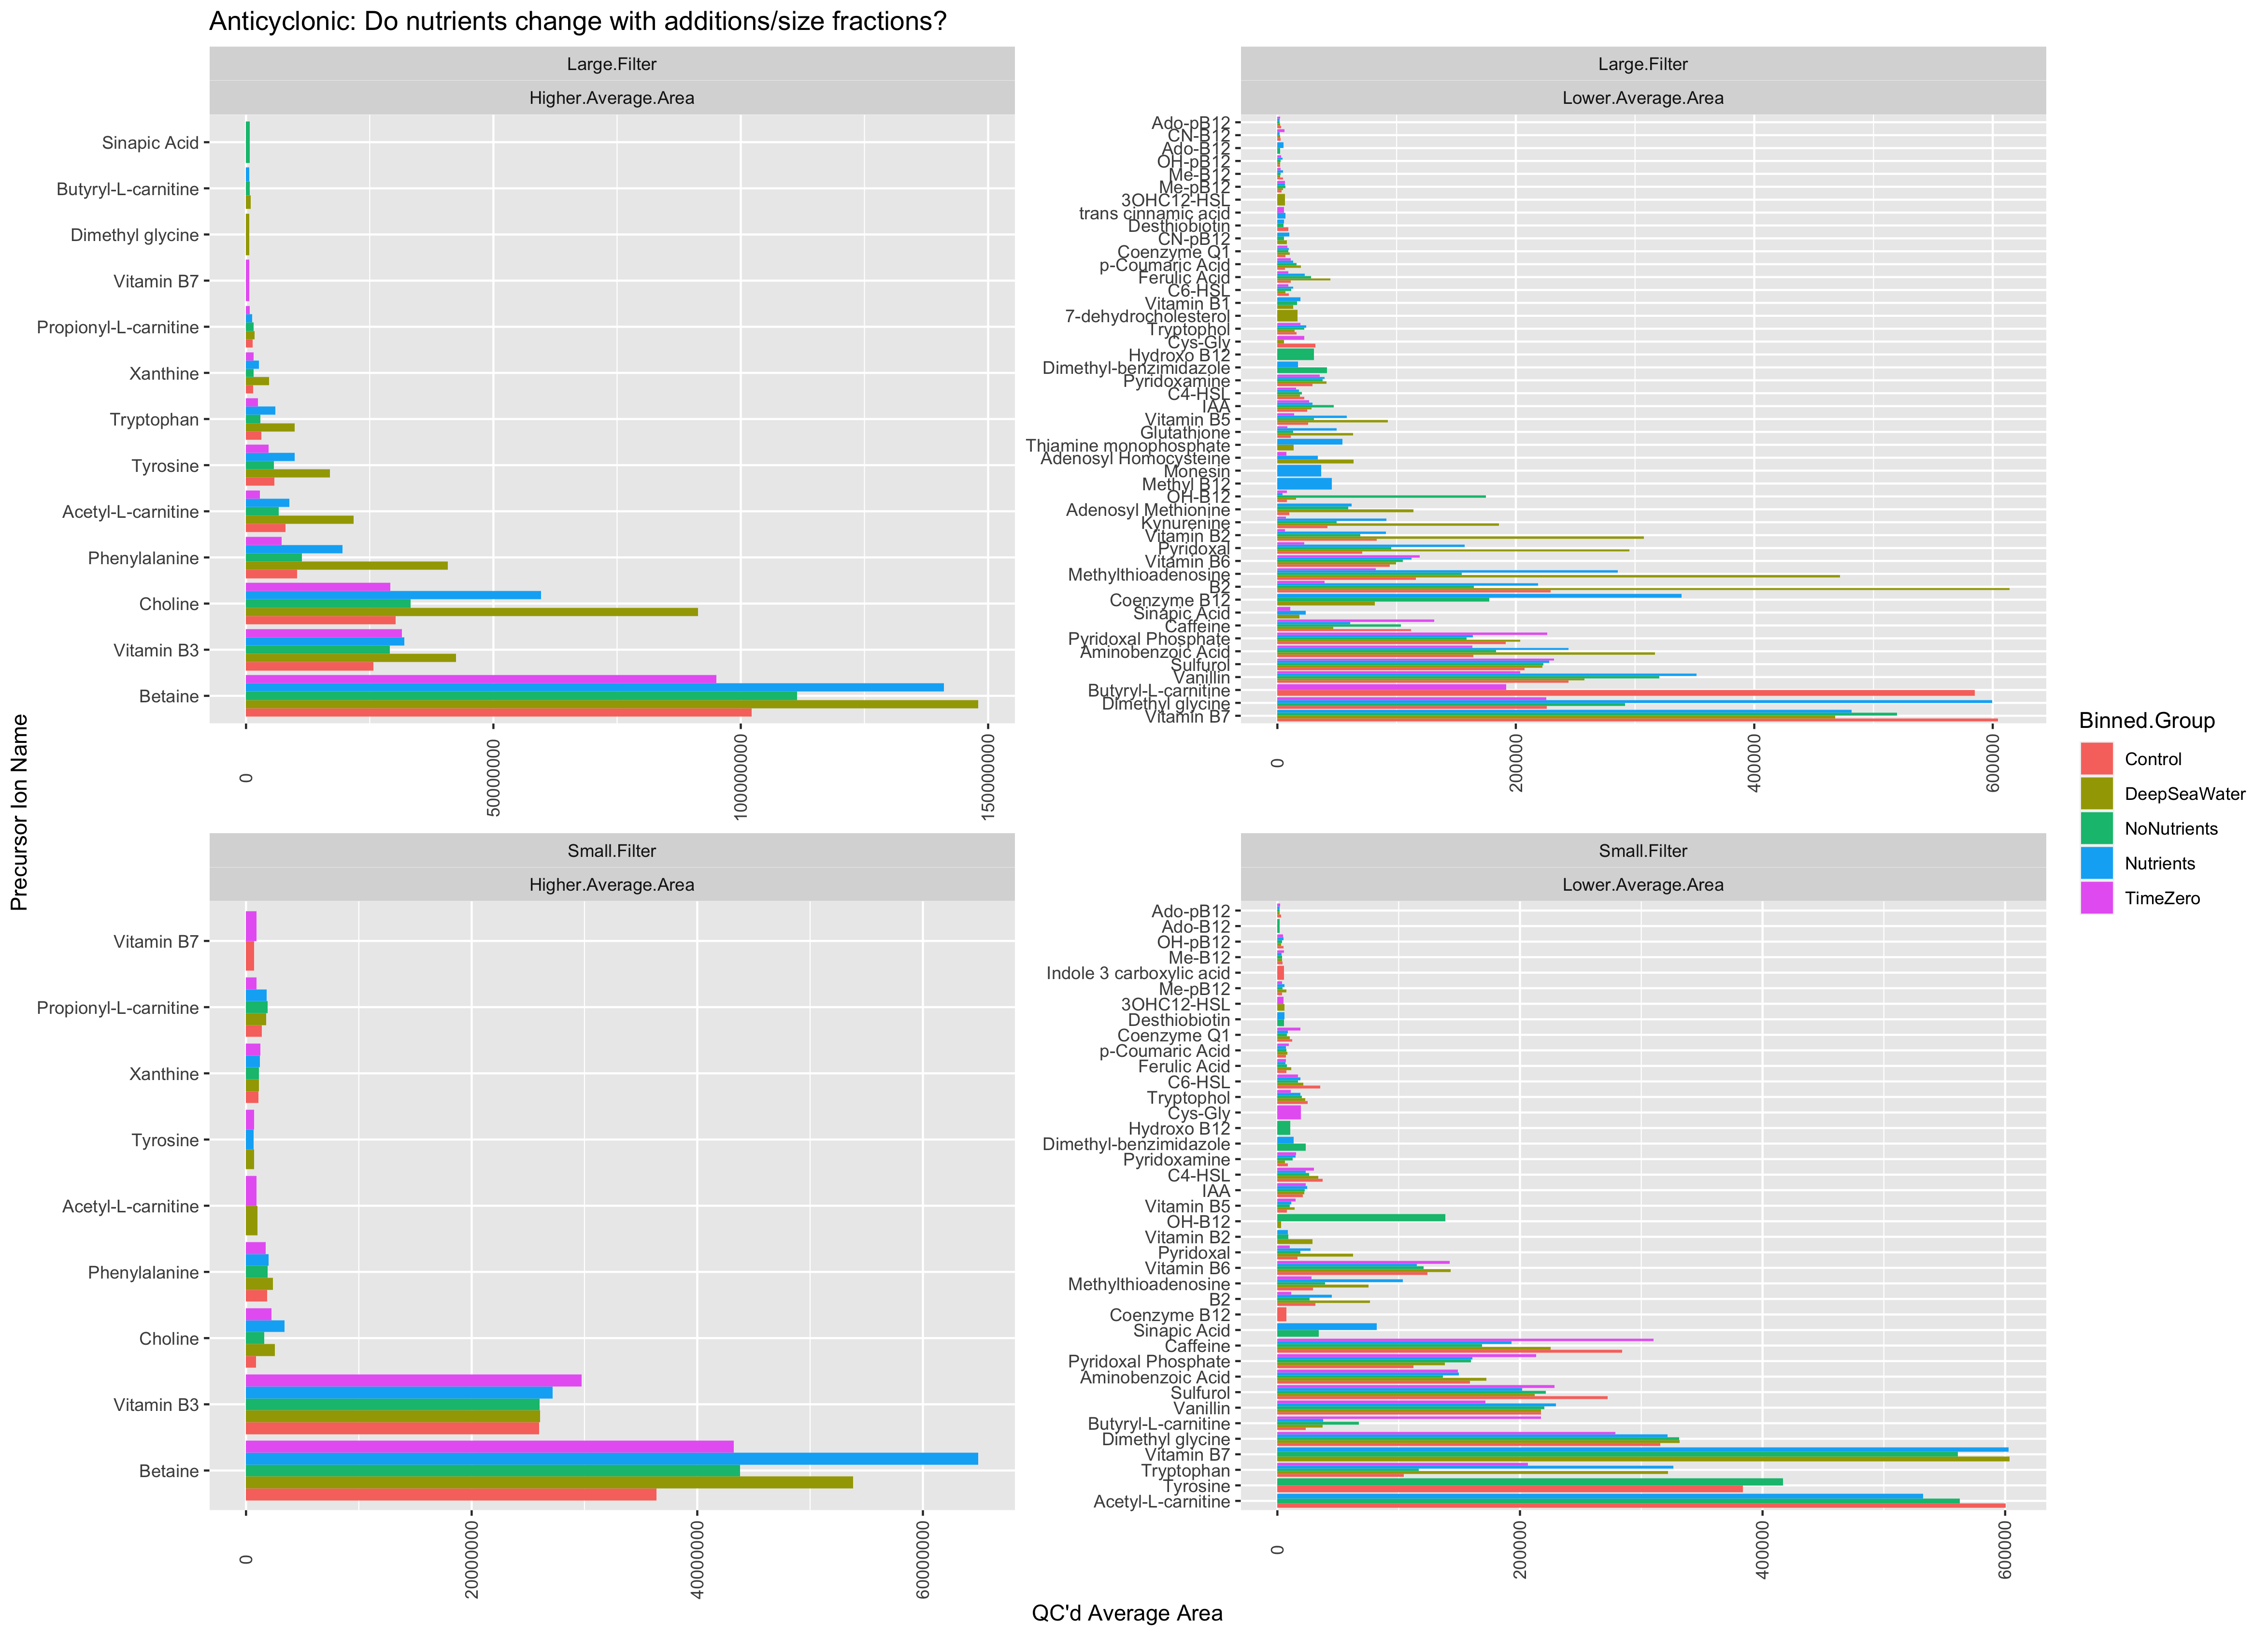 Anticyclonic: Do nutrients change with additions/size fractions?
Large.Filter
Higher.Average.Area
Sinapic Acid
Butyryl-L-carnitine
Dimethyl glycine
Vitamin B7
Propionyl-L-carnitine
Xanthine
Tryptophan
Tyrosine
Acetyl-L-carnitine
Phenylalanine
Choline
Vitamin B3
Betaine
0
50000000
100000000
150000000
Large.Filter
Lower.Average.Area
Ado-pB12
CN-B12
Ado-B12
OH-pB12
Me-B12
Me-pB12
3OHC12-HSL
trans cinnamic acid
Desthiobiotin
CN-pB12
Coenzyme Q1
p-Coumaric Acid
Ferulic Acid
C6-HSL
Vitamin B1
7-dehydrocholesterol
Tryptophol
Cys-Gly
Hydroxo B12
Dimethyl-benzimidazole
Pyridoxamine
C4-HSL
IAA
Vitamin B5
Glutathione
Thiamine monophosphate
Adenosyl Homocysteine
Monesin
Methyl B12
OH-B12
Adenosyl Methionine
Kynurenine
Vitamin B2
Pyridoxal
Vitamin B6
Methylthioadenosine
B2
Coenzyme B12
Sinapic Acid
Caffeine
Pyridoxal Phosphate
Aminobenzoic Acid
Sulfurol
Vanillin
Butyryl-L-carnitine
Dimethyl glycine
Vitamin B7
0
2000000
4000000
6000000
Small.Filter
Higher.Average.Area
Vitamin B7
Propionyl-L-carnitine
Xanthine
Tyrosine
Acetyl-L-carnitine
Phenylalanine
Choline
Vitamin B3
Betaine
0
20000000
40000000
60000000
Small.Filter
Lower.Average.Area
Ado-pB12
Ado-B12
OH-pB12
Me-B12
Indole 3 carboxylic acid
Me-pB12
3OHC12-HSL
Desthiobiotin
Coenzyme Q1
p-Coumaric Acid
Ferulic Acid
C6-HSL
Tryptophol
Cys-Gly
Hydroxo B12
Dimethyl-benzimidazole
Pyridoxamine
C4-HSL
IAA
Vitamin B5
OH-B12
Vitamin B2
Pyridoxal
Vitamin B6
Methylthioadenosine
B2
Coenzyme B12
Sinapic Acid
Caffeine
Pyridoxal Phosphate
Aminobenzoic Acid
Sulfurol
Vanillin
Butyryl-L-carnitine
Dimethyl glycine
Vitamin B7
Tryptophan
Tyrosine
Acetyl-L-carnitine
0
2000000
4000000
6000000
Precursor Ion Name
QC'd Average Area
Binned.Group
Control
DeepSeaWater
NoNutrients
Nutrients
TimeZero